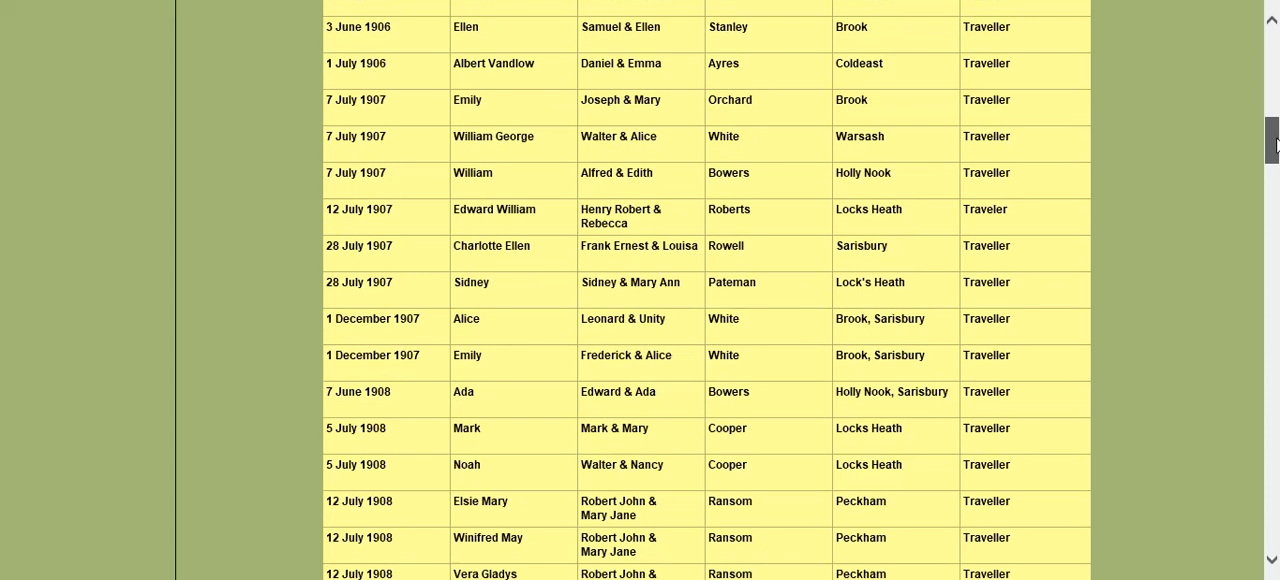 3 June 1906 Ellen Samuel & Ellen Stanley Brook Traveller
1 July 1906 Albert Vandlow Daniel & Emma Ayres Coldeast Traveller
7 July 1907 Emily Joseph & Mary Orchard Brook Traveller
7 July 1907 William George Walter & Alice White Warsash Traveller
7 July 1907 William Alfred & Edith Bowers Holly Nook Traveller
12 July 1907 Edward William Henry Robert & Roberts Locks Heath Traveler
Rebecca
28 July 1907 Charlotte Ellen Frank Ernest & Louisa Rowell Sarisbury Traveller
28 July 1907 Sidney Sidney & Mary Ann Pateman Lock's Heath Traveller
1 December 1907 Alice Leonard & Unity White Brook, Sarisbury Traveller
1 December 1907 Emily Frederick & Alice White Brook, Sarisbury Traveller
7 June 1908 Ada Edward & Ada Bowers Holly Nook, Sarisbury Traveller
5 July 1908 Mark Mark & Mary Cooper Locks Heath Traveller
5 July 1908 Noah Walter & Nancy Cooper Locks Heath Traveller
12 July 1908 Elsie Mary Robert John & Ransom Peckham Traveller
Mary Jane
12 July 1908 Winifred May Robert John & Ransom Peckham Traveller
Mary Jane
12 July 1908 Vera Gladys Robert John & Ransom Peckham Traveller